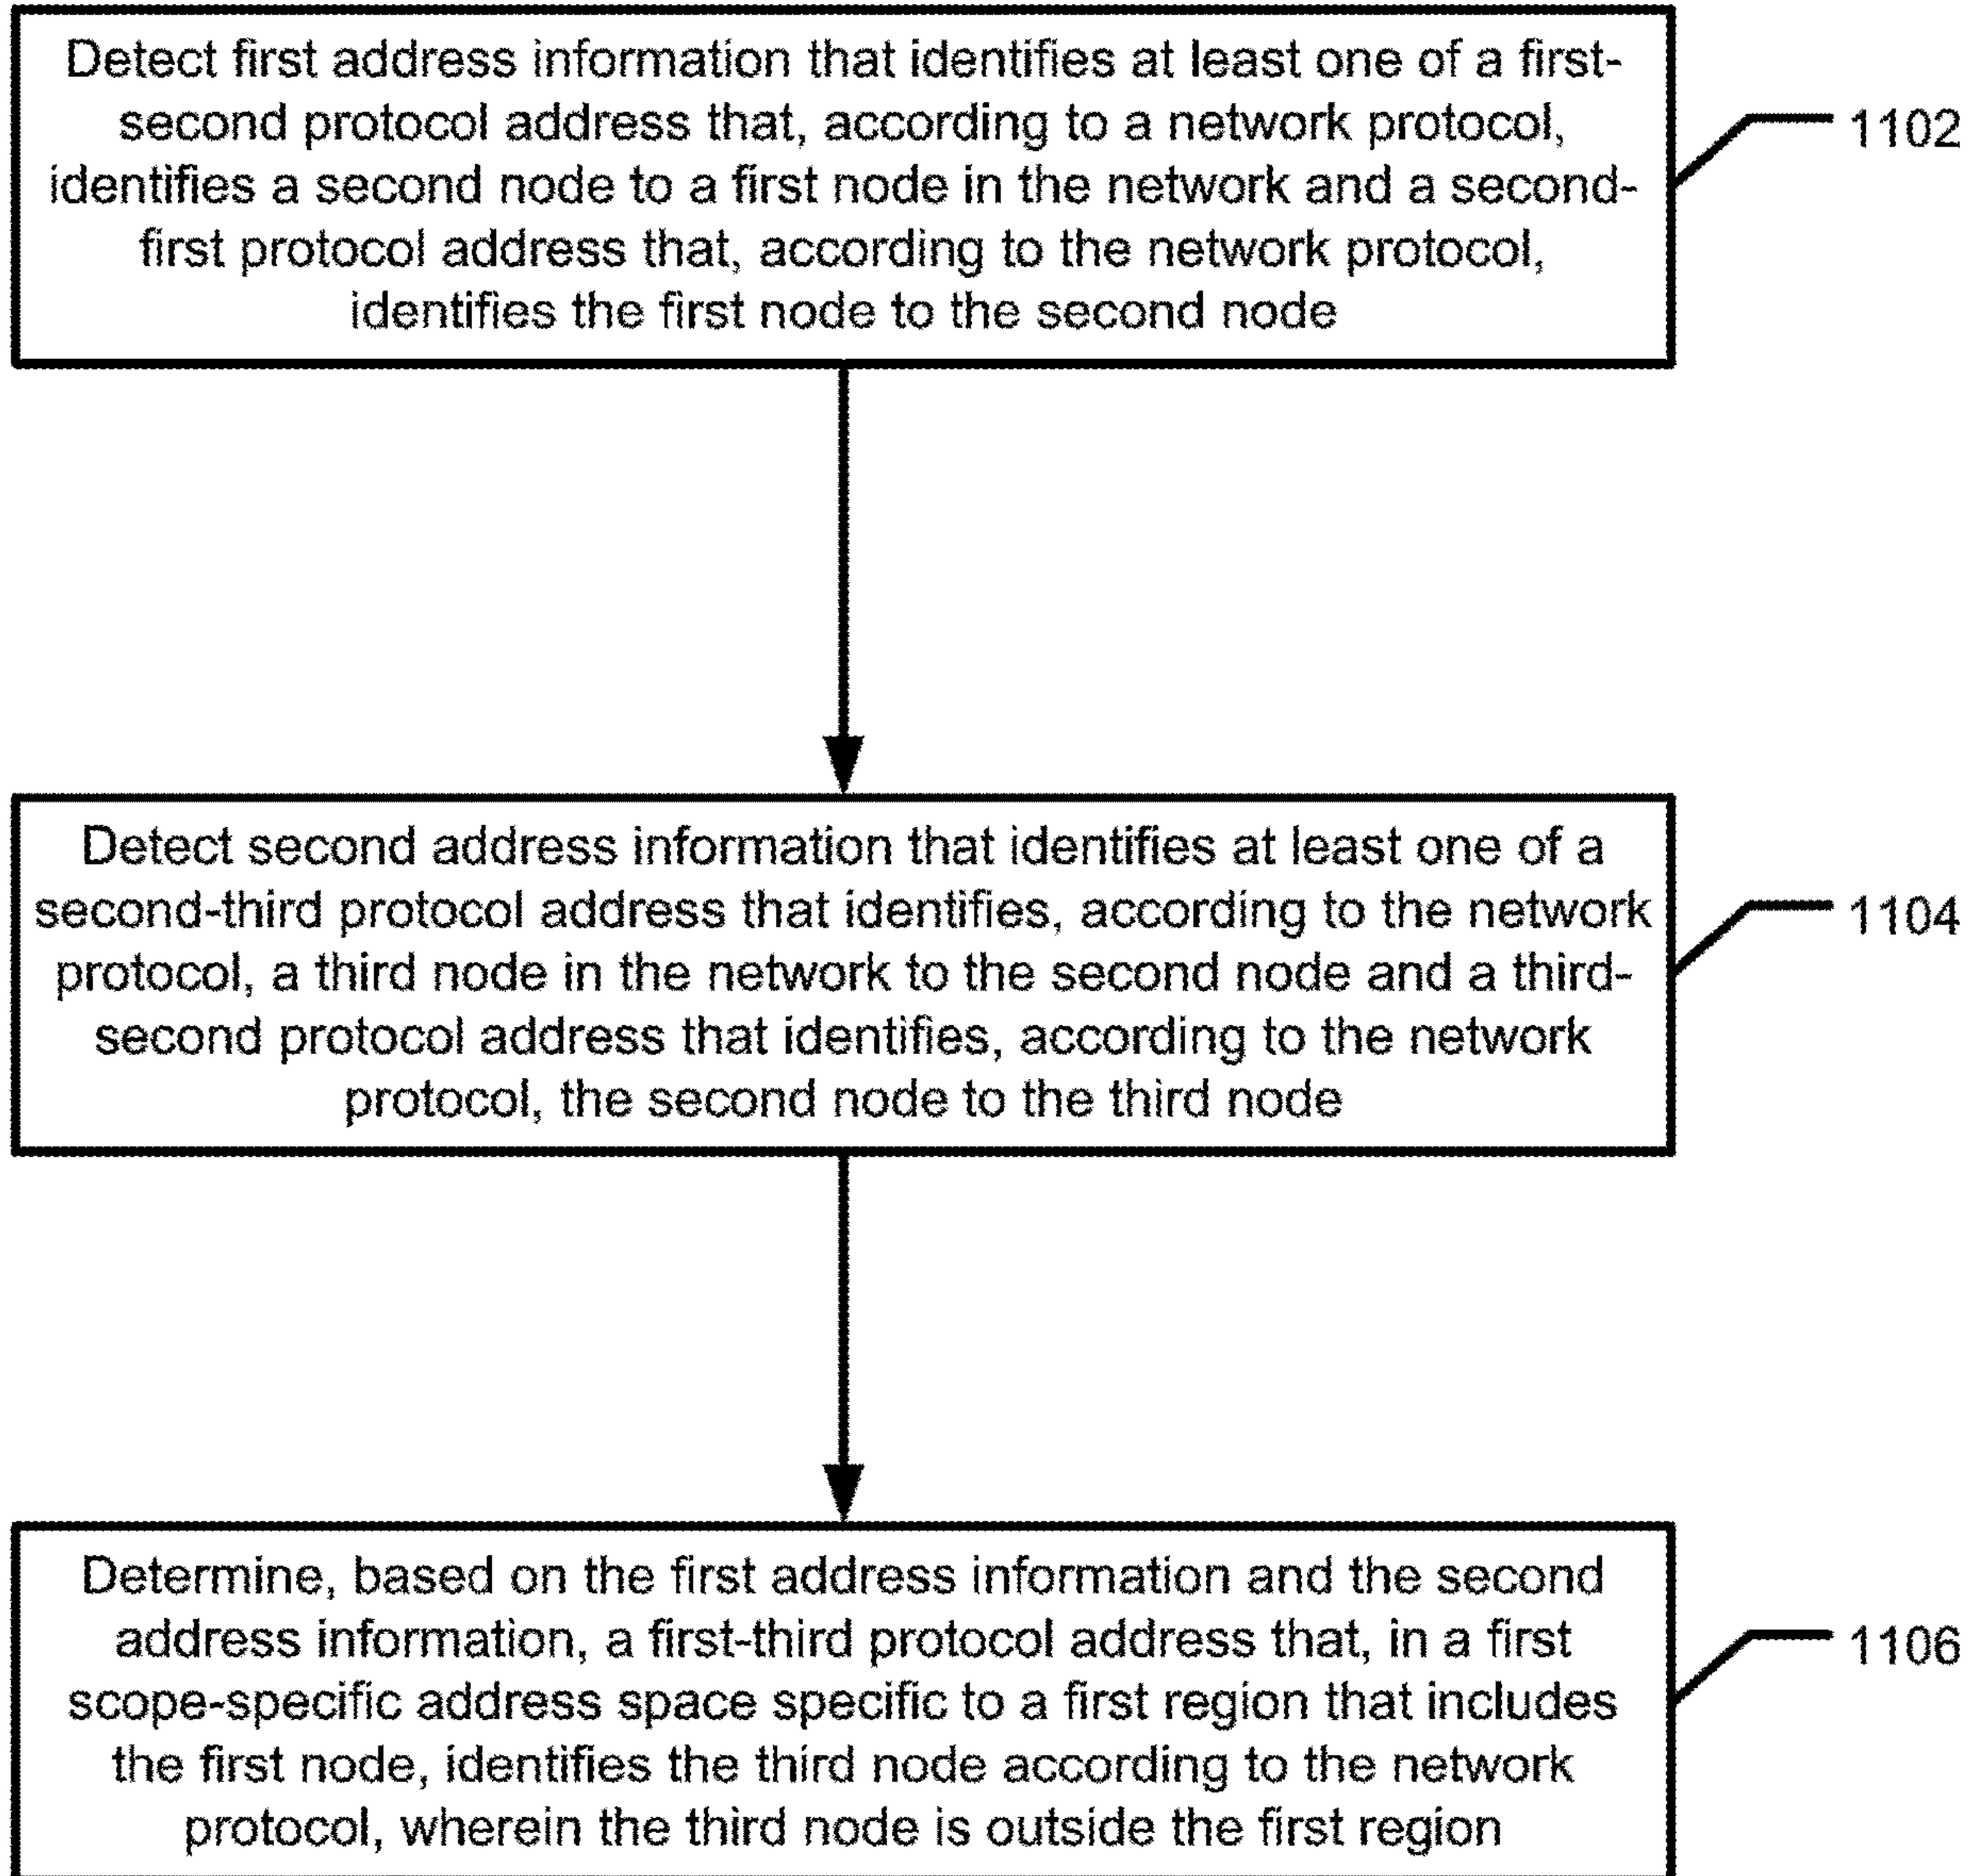 Detect first address information that identifies at least one of a first-
second protocol address that, according to a network protocol,
identifies a second node to a first node in the network and a second-
first protocol address that, according to the network protocol,
identifies the first node to the second node
1102
Detect second address information that identifies at least one of a
second-third protocol address that identifies, according to the network
protocol, a third node in the network to the second node and a third-
second protocol address that identifies, according to the network
protocol, the second node to the third node
1104
Determine, based on the first address information and the second
address information, a first-third protocol address that, in a first
scope-specific address space specific to a first region that includes
the first node, identifies the third node according to the network
protocol, wherein the third node is outside the first region
1106